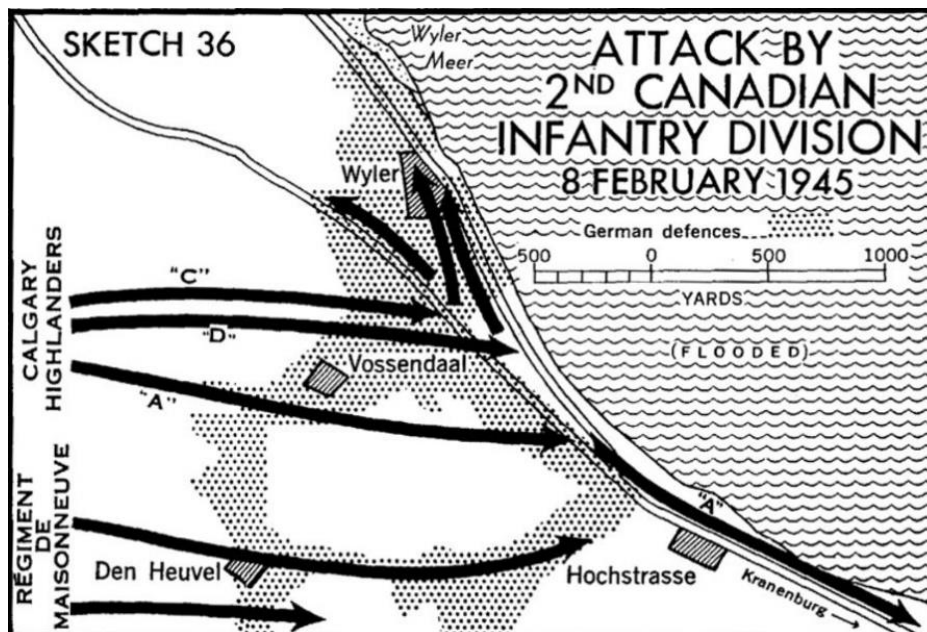 SKETCH 36
Wyler
Meer
ATTACK BY
2ND CANADIAN
INFANTRY DIVISION
8 FEBRUARY 1945
German defences
500 0 500 1000
YARDS
(FLOODED)
Wyler
CALGARY
HIGHLANDERS
"C"
"D"
Vossendaal
"A"
RÉGIMENT
DE
MAISONNEUVE
"A"
Den Heuvel
Hochstrasse
Kranenburg